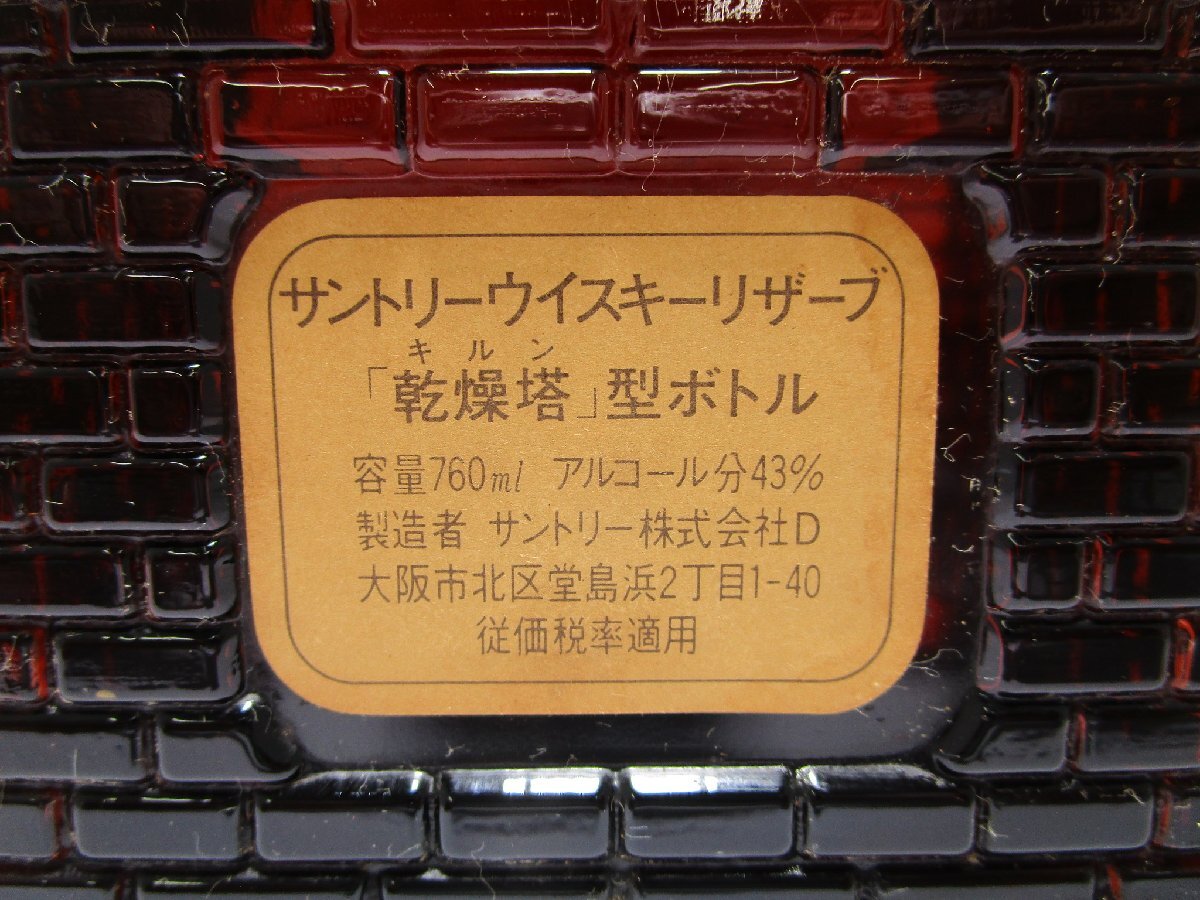 サントリーウイスキーリザーブ
キルン
「乾燥塔」型ボトル
容量760ml アルコール分43%
製造者 サントリー株式会社D
大阪市北区堂島浜2丁目1-40
従価税率適用